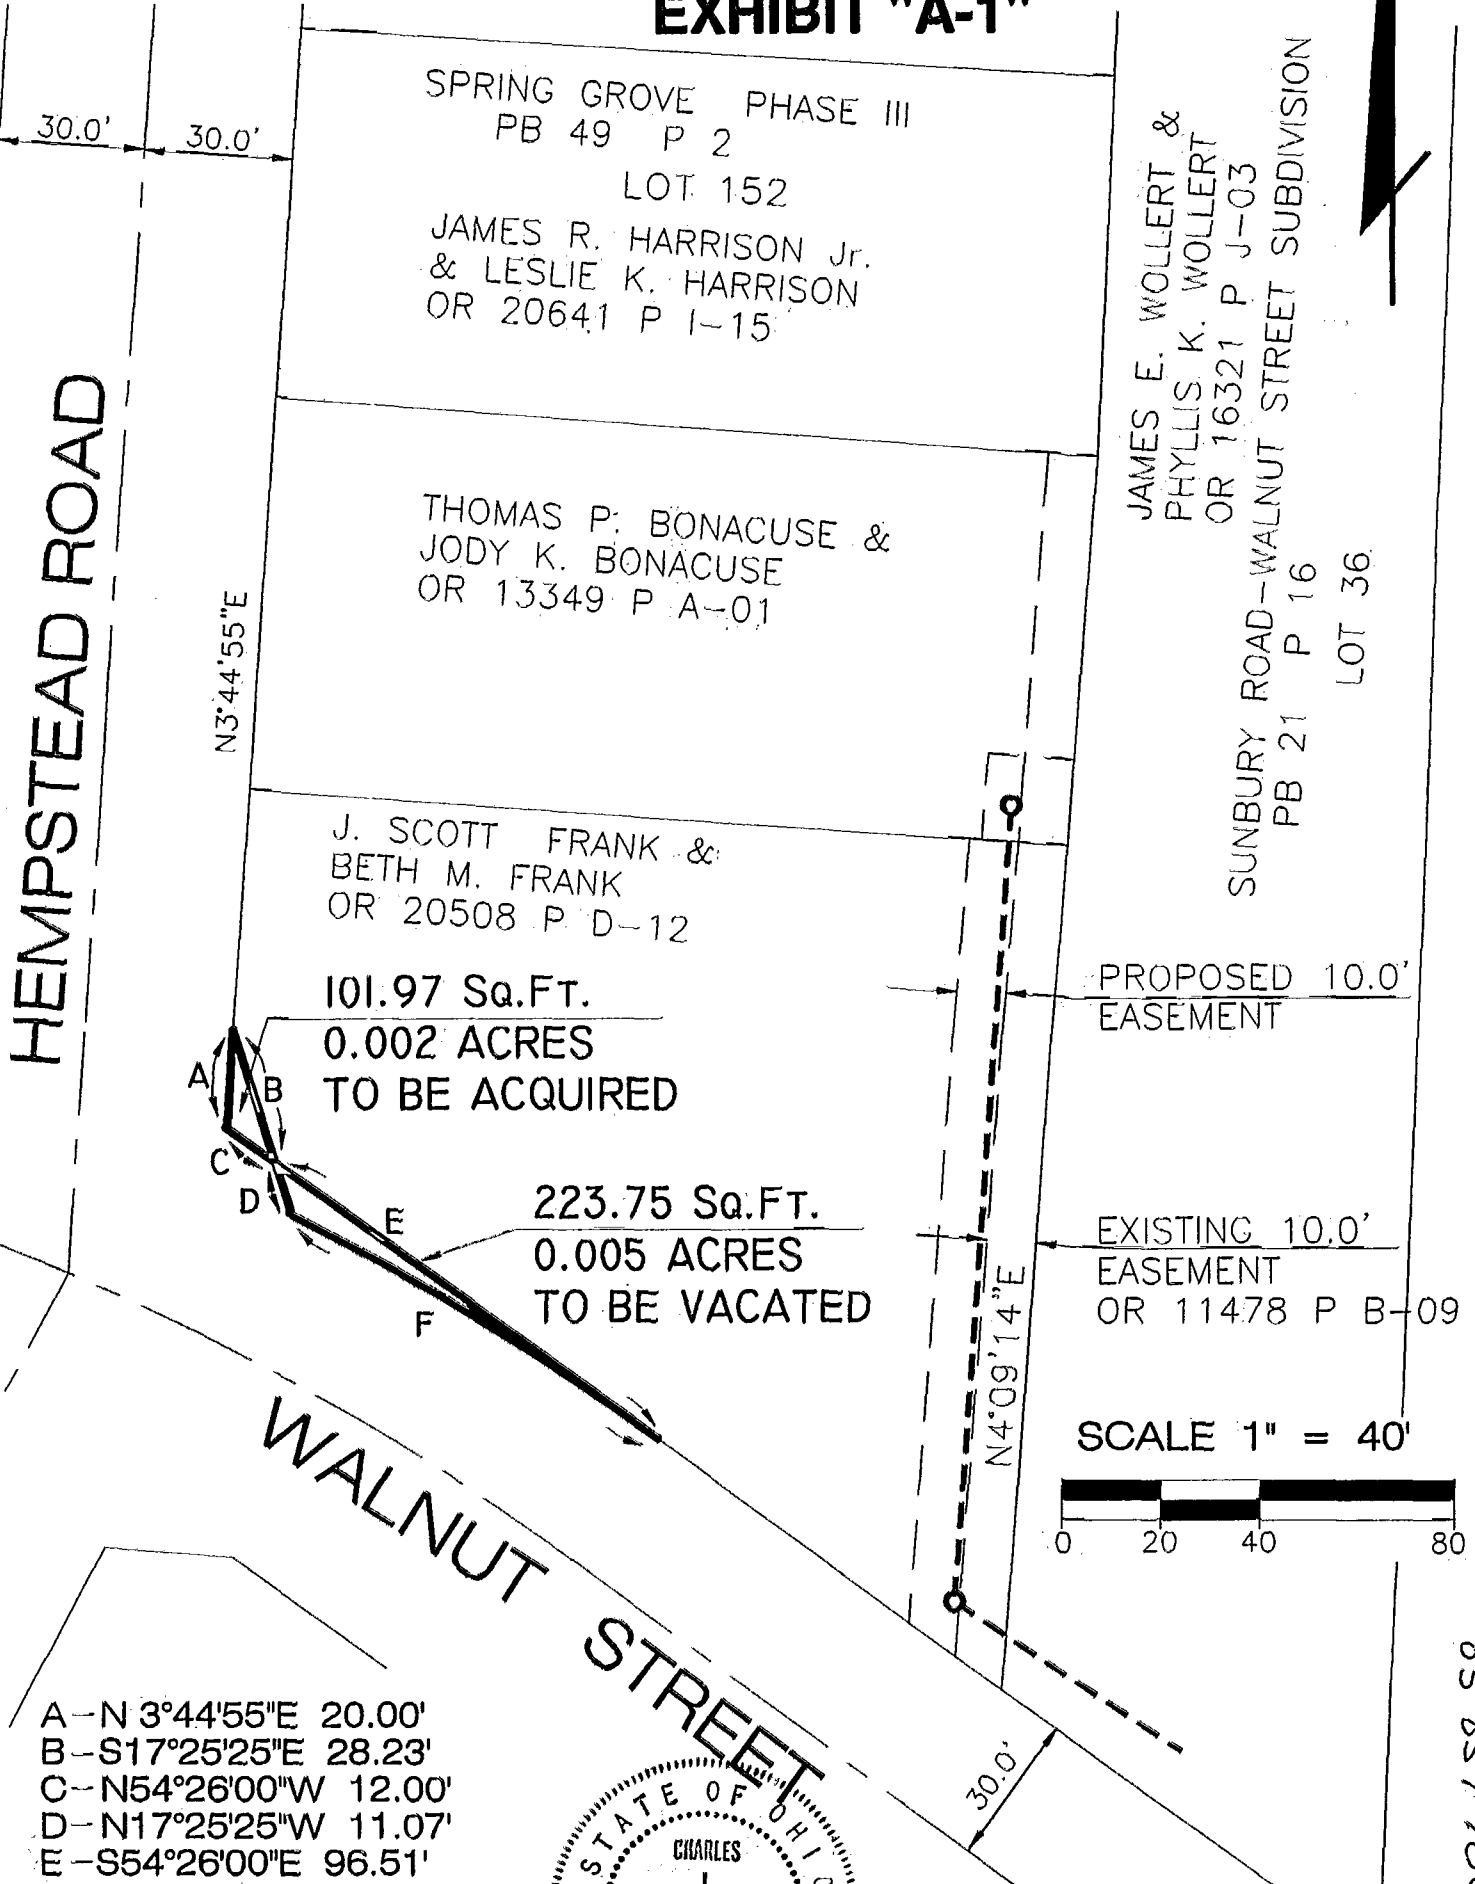 EXHIBIT "A-1"
30.0'
30.0'
SPRING GROVE PHASE III
PB 49 P 2
LOT 152
JAMES R. HARRISON Jr.
& LESLIE K. HARRISON
OR 20641 P I-15
JAMES E. WOLLERT &
PHYLLIS K. WOLLERT
OR 16321 P J-03
SUNBURY ROAD-WALNUT STREET SUBDIVISION
PB 21 P 16
LOT 36
HEMPSTEAD ROAD
N3°44'55"E
THOMAS P. BONACUSE &
JODY K. BONACUSE
OR 13349 P A-01
J. SCOTT FRANK &
BETH M. FRANK
OR 20508 P D-12
101.97 SQ.FT.
0.002 ACRES
TO BE ACQUIRED
PROPOSED 10.0'
EASEMENT
A
B
C
D
E
F
223.75 SQ.FT.
0.005 ACRES
TO BE VACATED
EXISTING 10.0'
EASEMENT
OR 11478 P B-09
N4°09'14"E
SCALE 1" = 40'
0 20 40 80
WALNUT STREET
30.0'
A-N 3°44'55"E 20.00'
B-S17°25'25"E 28.23'
C-N54°26'00"W 12.00'
D-N17°25'25"W 11.07'
E-S54°26'00"E 96.51'
STATE OF OHIO
CHARLES